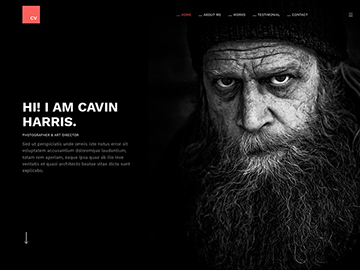 CV
HOME
ABOUT ME
WORKS
TESTIMONIAL
CONTACT
HI! I AM CAVIN
HARRIS.
PHOTOGRAPHER & ART DIRECTOR
Sed ut perspiciatis unde omnis iste natus error sit
voluptatem accusantium doloremque laudantium,
totam rem aperiam, eaque ipsa quae ab illo inve
ventatis et quasi architecto beatae vitae dicta sunt
explicabo.